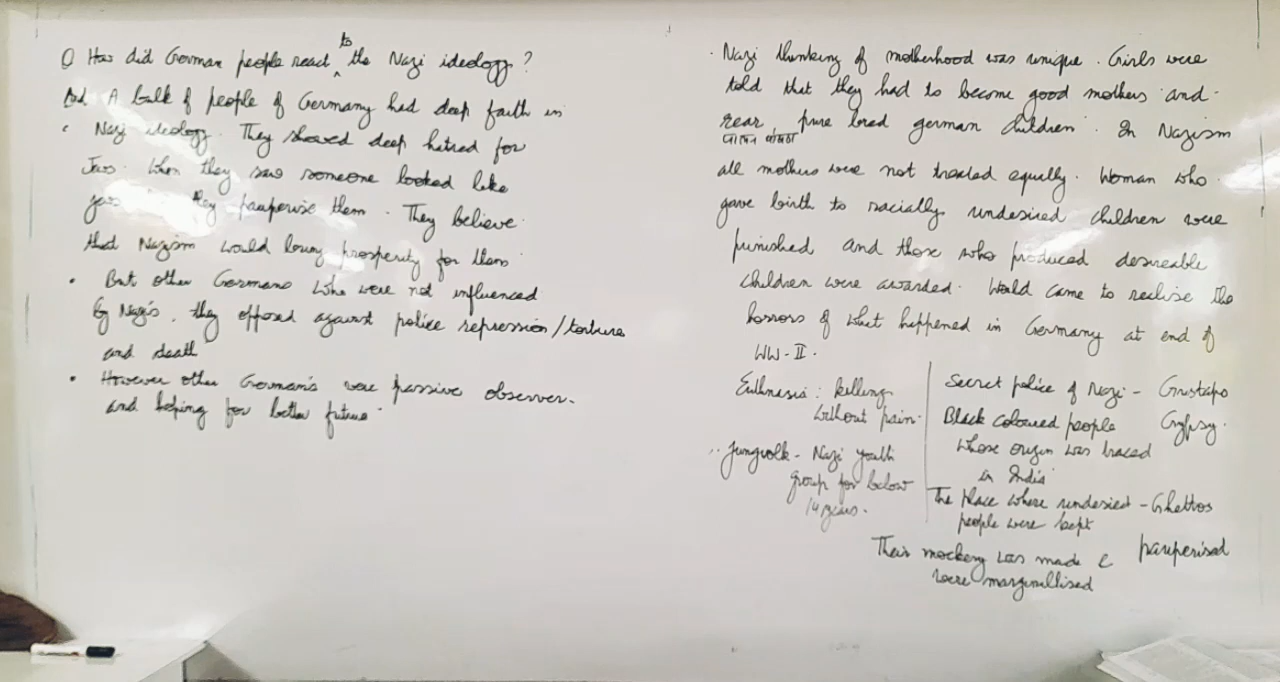 Q How did German people react to the Nazi ideology?
A bulk of people of Germany had deep faith in
Nazi ideology. They showed deep hatred for
Jews. When they saw someone looked like
they pauperise them. They believe
that Nazism would bring prosperity for them.
• But other Germans who were not influenced
by Nazi's, they opposed against police repression/torture
and death
• However other German's were passive observer.
and hoping for better future.
. Nazi thinking of motherhood was unique. Girls were
told that they had to become good mothers and
rear pure bred german children. In Nazism
all mothers were not treated equally. Woman who
gave birth to racially undesired children were
punished and those who produced desireable
children were awarded. World came to realise the
horrors of what happened in Germany at end of
WW-II.
Euthnasia: killing
without pain.
Jungvolk - Nazi youth
group for below
14 years.
Secret police of Nazi - Gustapo
Black coloured people Gypsy.
whose origin was traced
in India
The place where undesired - Ghettos
people were kept
Their mockery was made & pauperised
were marginallised